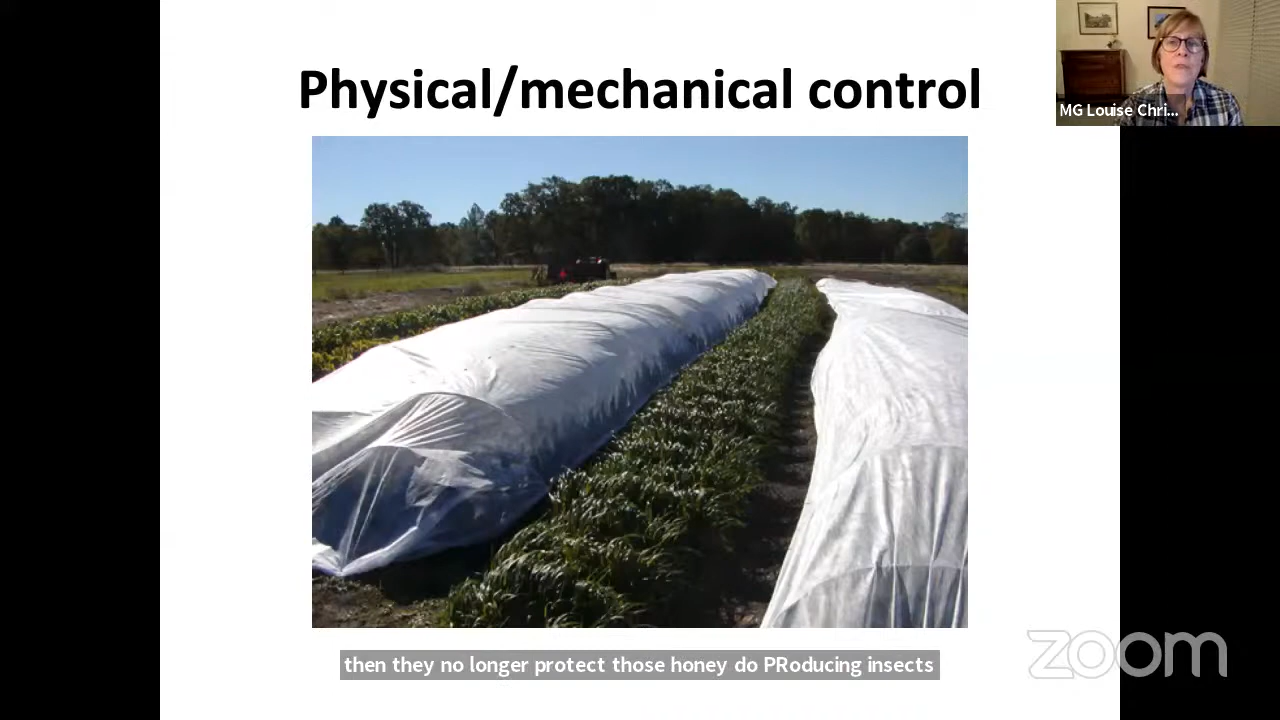 Physical/mechanical control
MG Louise Chri...
then they no longer protect those honey do PRoducing insects
zoom